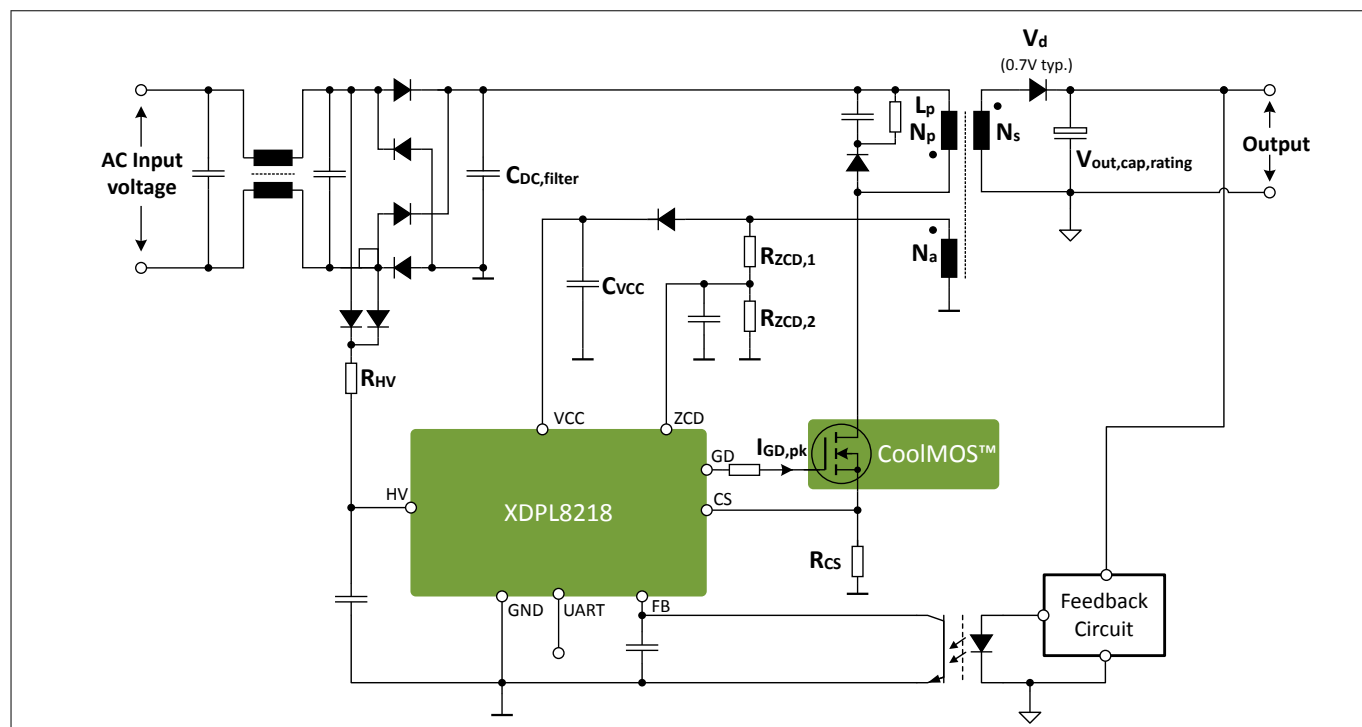 Vd
(0.7V typ.)
Lp
Np
Ns
AC Input
voltage
CDC,filter
Vout,cap,rating
Output
RZCD,1
Na
CVCC
RZCD,2
RHV
VCC
ZCD
GD
IGD,pk
CoolMOS™
HV
XDPL8218
CS
RCS
GND
UART
FB
Feedback
Circuit